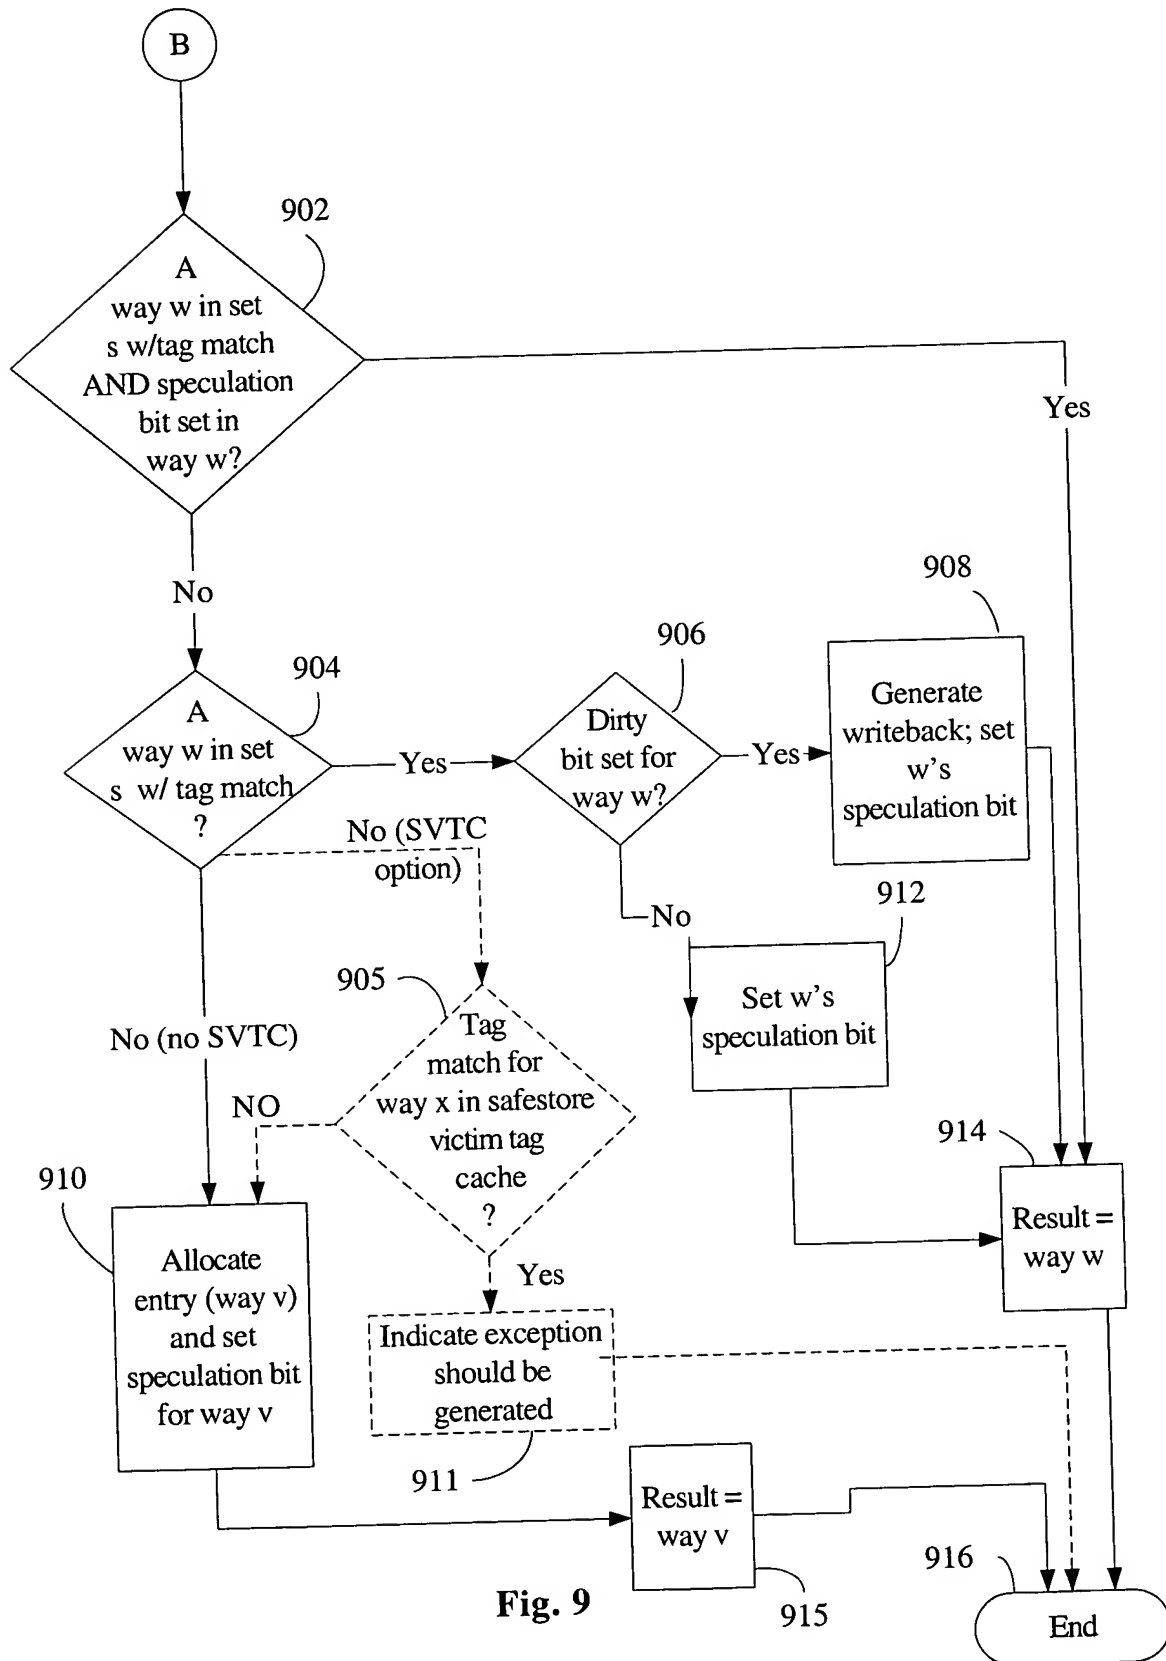 B
902
A
way w in set
s w/tag match
AND speculation
bit set in
way w?
Yes
No
904
A
way w in set
s w/ tag match
?
Yes
906
Dirty
bit set for
way w?
Yes
908
Generate
writeback; set
w's
speculation bit
No (SVTC
option)
No
912
Set w's
speculation bit
905
Tag
match for
way x in safestore
victim tag
cache
?
No (no SVTC)
NO
910
Allocate
entry (way v)
and set
speculation bit
for way v
Yes
Indicate exception
should be
generated
911
914
Result =
way w
Result =
way v
915
916
End
Fig. 9